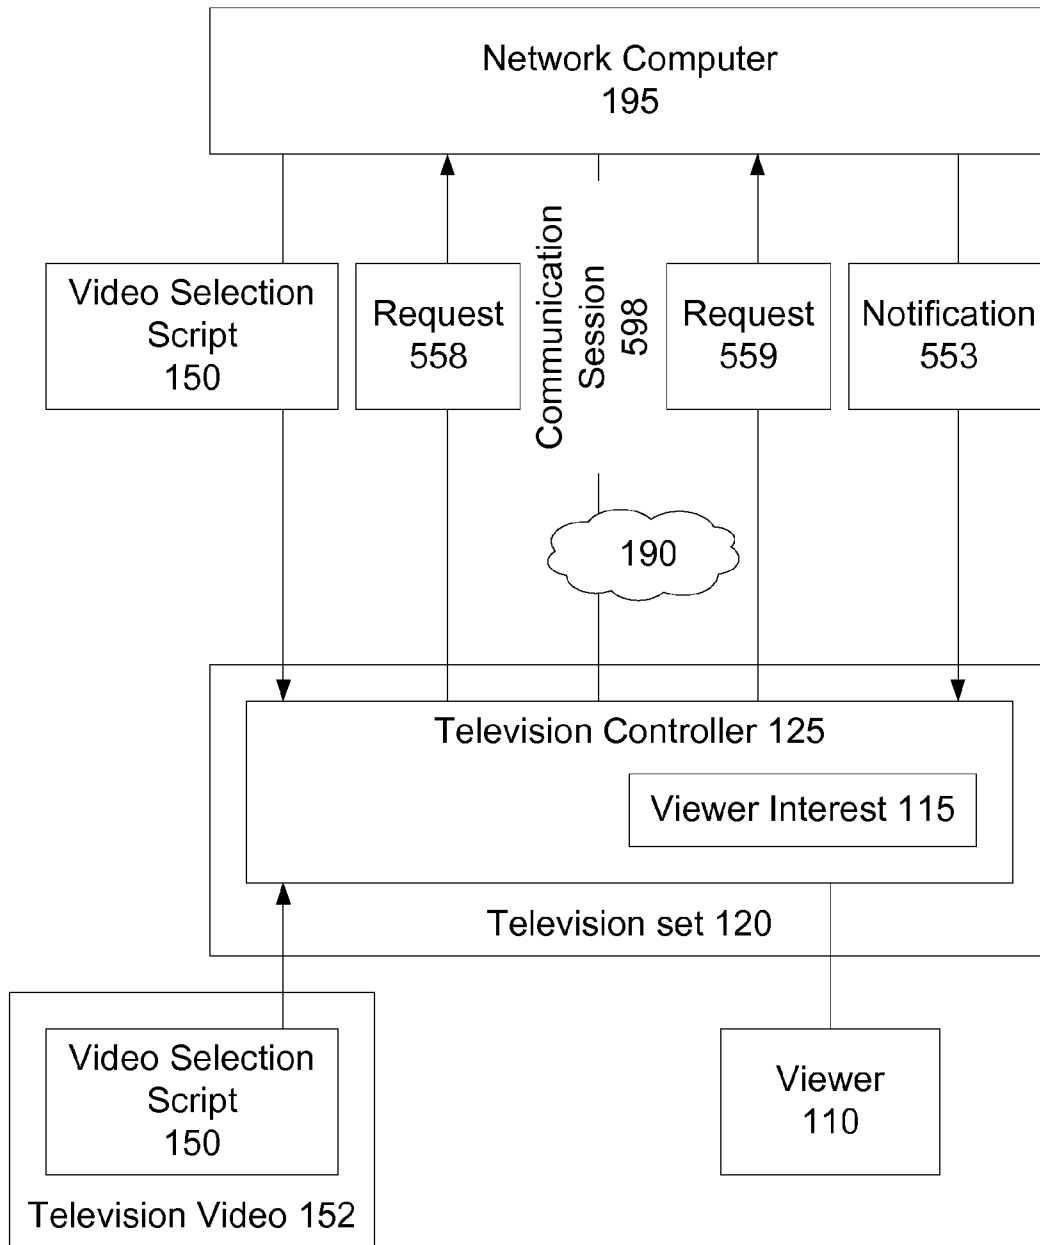 Network Computer
195
Video Selection
Script
150
Request
558
Communication
Session
598
Request
559
Notification
553
190
Television Controller 125
Viewer Interest 115
Television set 120
Video Selection
Script
150
Television Video 152
Viewer
110